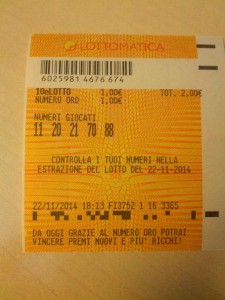 LOTTOMATICA
6025981 4676 674
10eLOTTO 1,00€ TOT. 2,00€
NUMERO ORO 1,00€
NUMERI GIOCATI
11 20 21 70 88
CONTROLLA I TUOI NUMERI NELLA
ESTRAZIONE DEL LOTTO DEL 22-11-2014
22/11/2014 18:13 FI3752 1 16 3365
DA OGGI GRAZIE AL NUMERO ORO POTRAI
VINCERE PREMI NUOVI E PIU' RICCHI!